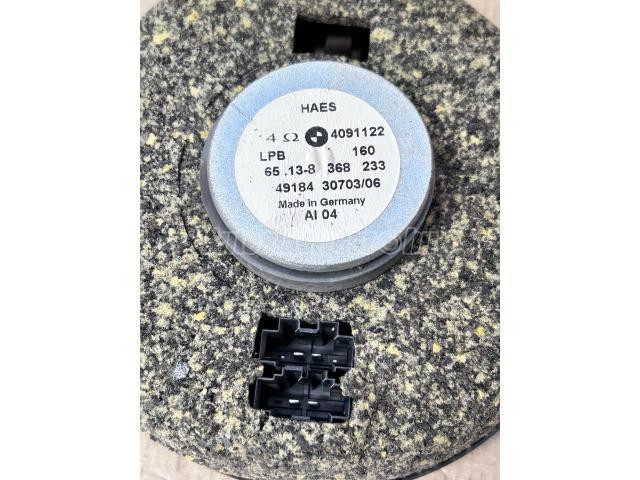 HAES
4 Ω 4091122
LPB 160
65 .13-8 368 233
49184 30703/06
Made in Germany
AI 04